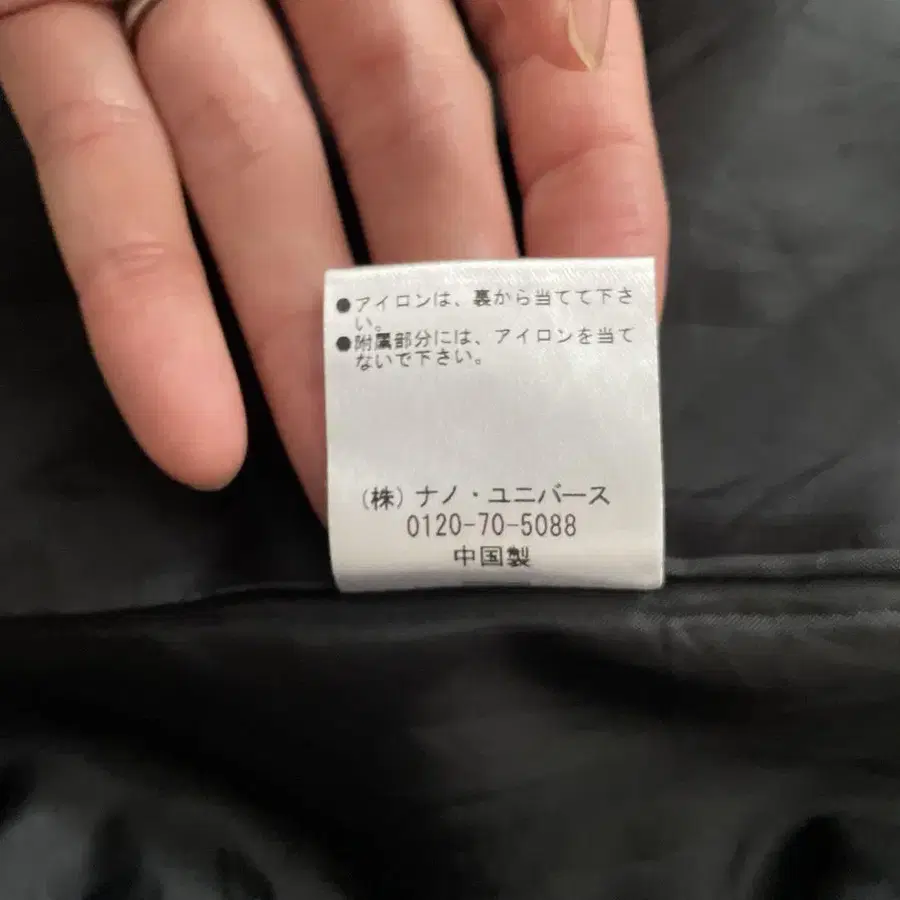 ●アイロンは、裏から当てて下さ
い。
●附属部分には、アイロンを当て
ないで下さい。
(株)ナノ・ユニバース
0120-70-5088
中国製